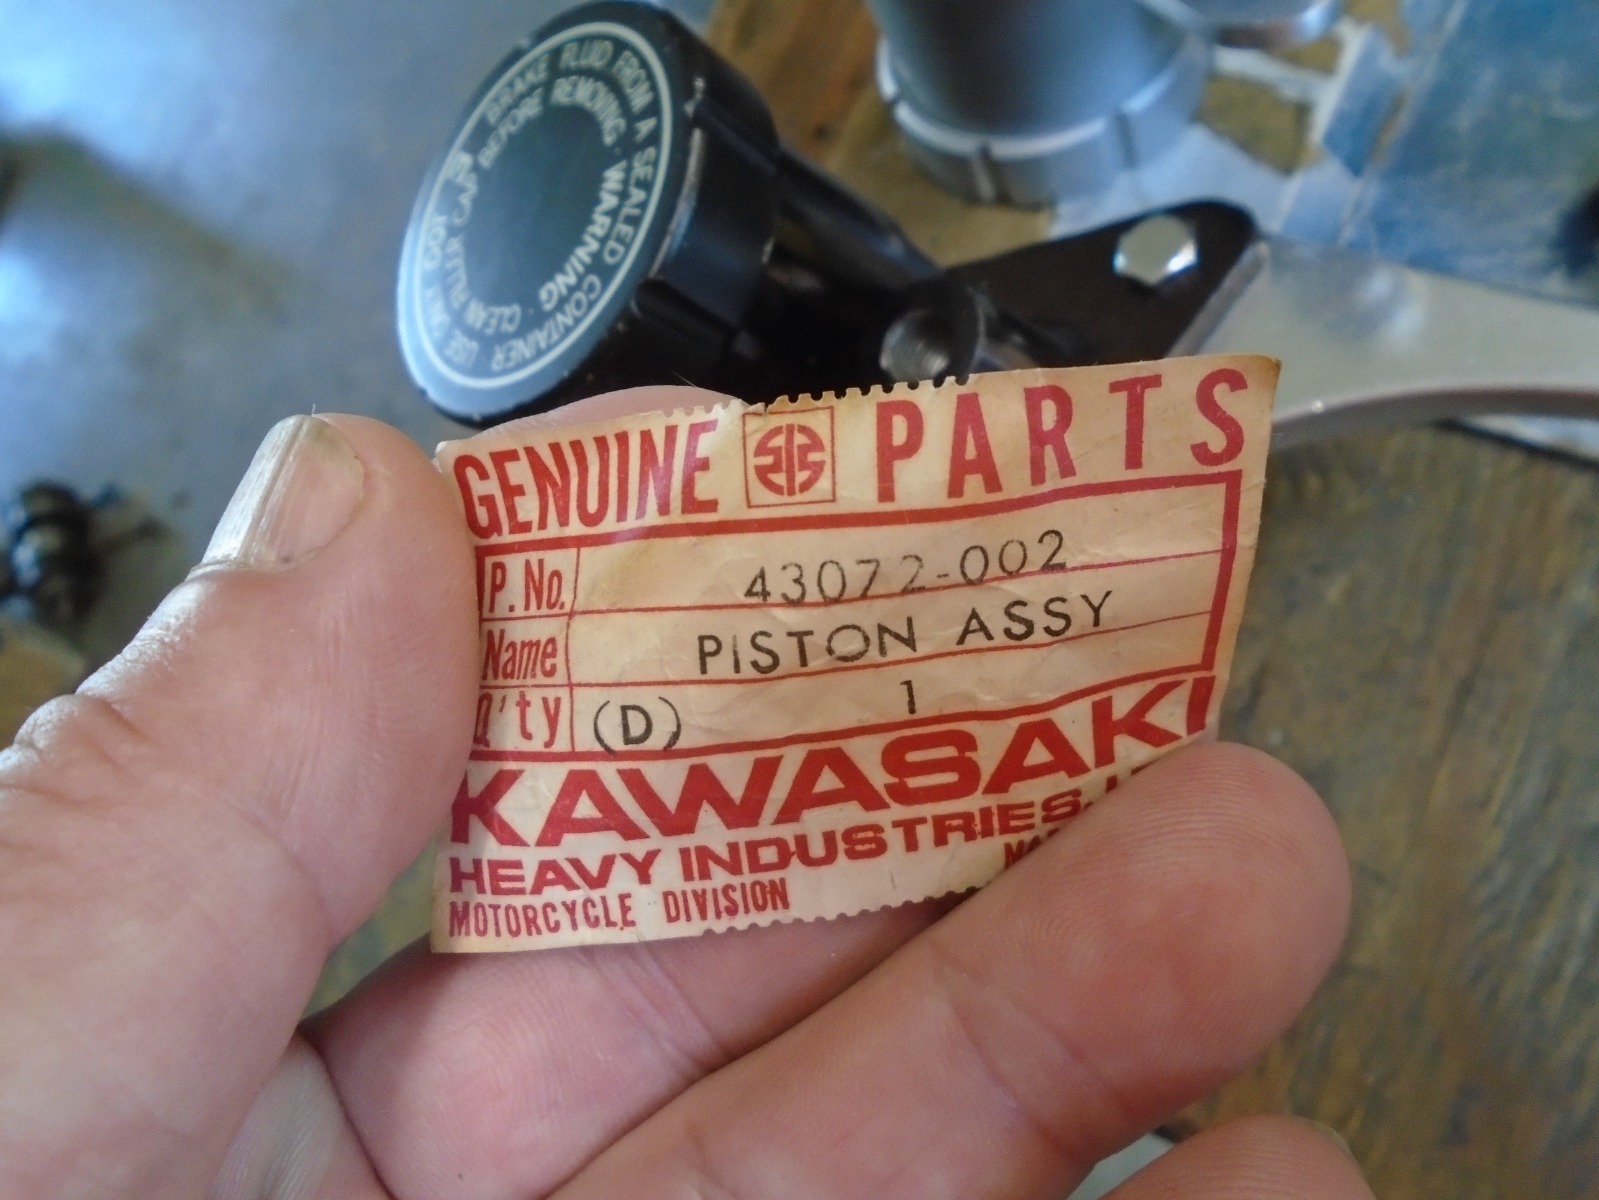 BRAKE FLUID FROM A SEALED CONTAINER USE ONLY DOT
BEFORE REMOVING · WARNING · CLEAN FILLER CAP
GENUINE PARTS
P. No. 43072-002
Name PISTON ASSY
Q'ty (D) 1
KAWASAKI
HEAVY INDUSTRIES,
MOTORCYCLE DIVISION